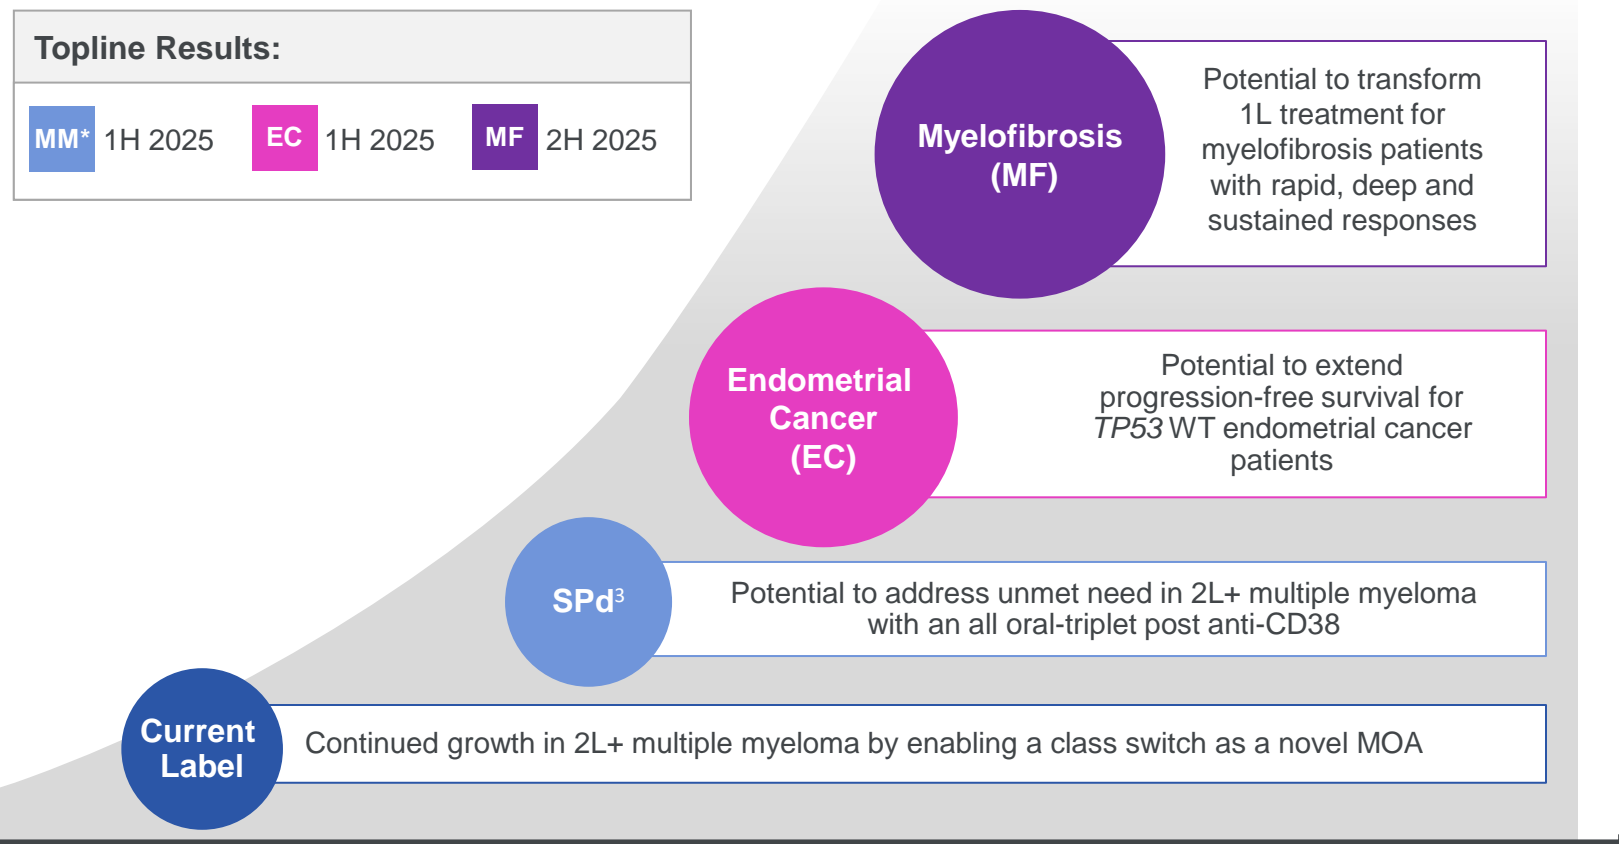 Topline Results:
MM* 1H 2025 EC 1H 2025 MF 2H 2025
Myelofibrosis
(MF)
Potential to transform
1L treatment for
myelofibrosis patients
with rapid, deep and
sustained responses
Endometrial
Cancer
(EC)
Potential to extend
progression-free survival for
TP53 WT endometrial cancer
patients
SPd³
Potential to address unmet need in 2L+ multiple myeloma
with an all oral-triplet post anti-CD38
Current
Label
Continued growth in 2L+ multiple myeloma by enabling a class switch as a novel MOA